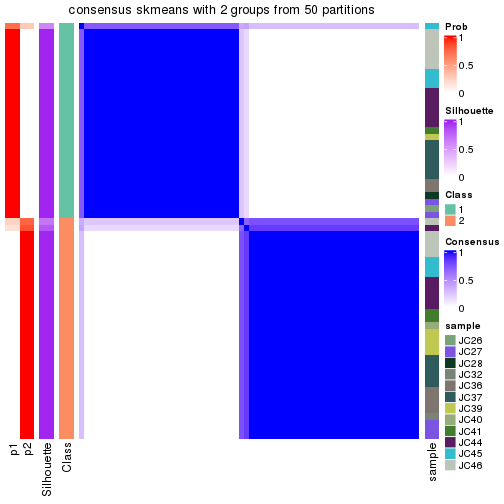 consensus skmeans with 2 groups from 50 partitions
Prob
1
0.5
0
Silhouette
1
0.5
0
Class
1
2
Consensus
1
0.5
0
sample
JC26
JC27
JC28
JC32
JC36
JC37
JC39
JC40
JC41
JC44
JC45
JC46
p1
p2
Silhouette
Class
sample